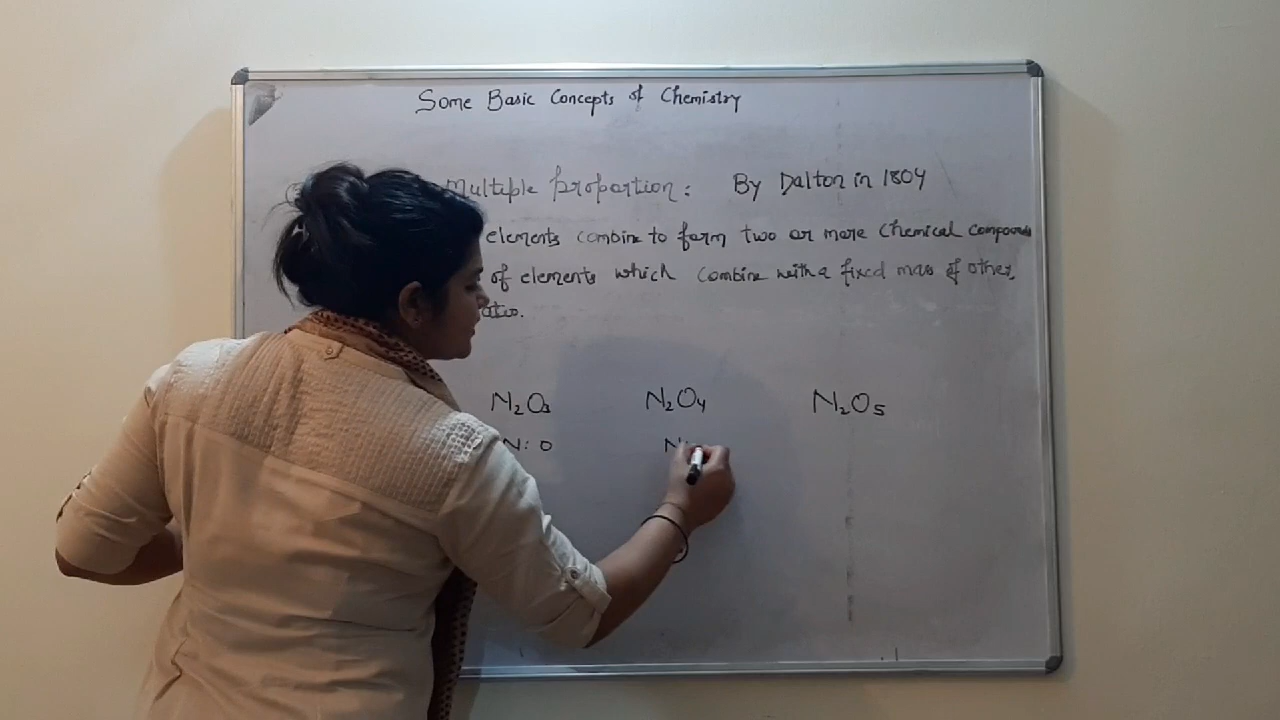 Some Basic Concepts of Chemistry
Multiple proportion: By Dalton in 1804
elements combine to form two or more chemical compounds
of elements which combine with a fixed mass of other
N₂O₃ N₂O₄ N₂O₅
N: O N: